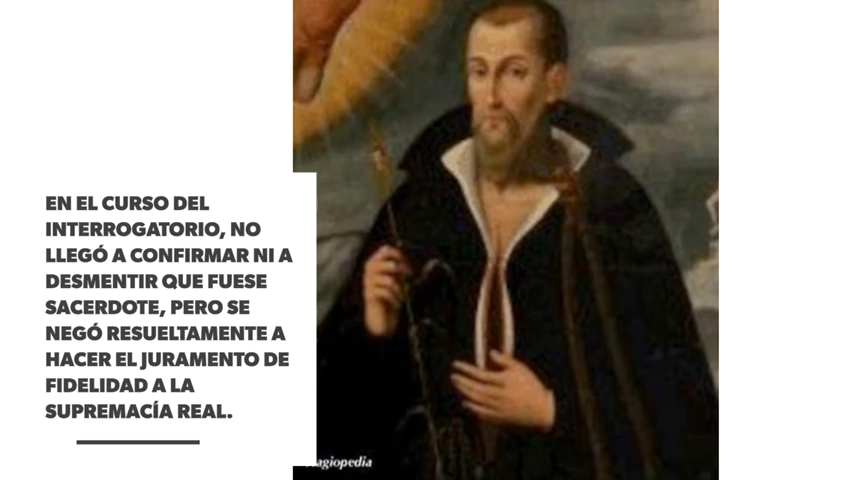 EN EL CURSO DEL
INTERROGATORIO, NO
LLEGÓ A CONFIRMAR NI A
DESMENTIR QUE FUESE
SACERDOTE, PERO SE
NEGÓ RESUELTAMENTE A
HACER EL JURAMENTO DE
FIDELIDAD A LA
SUPREMACÍA REAL.
agiopedia